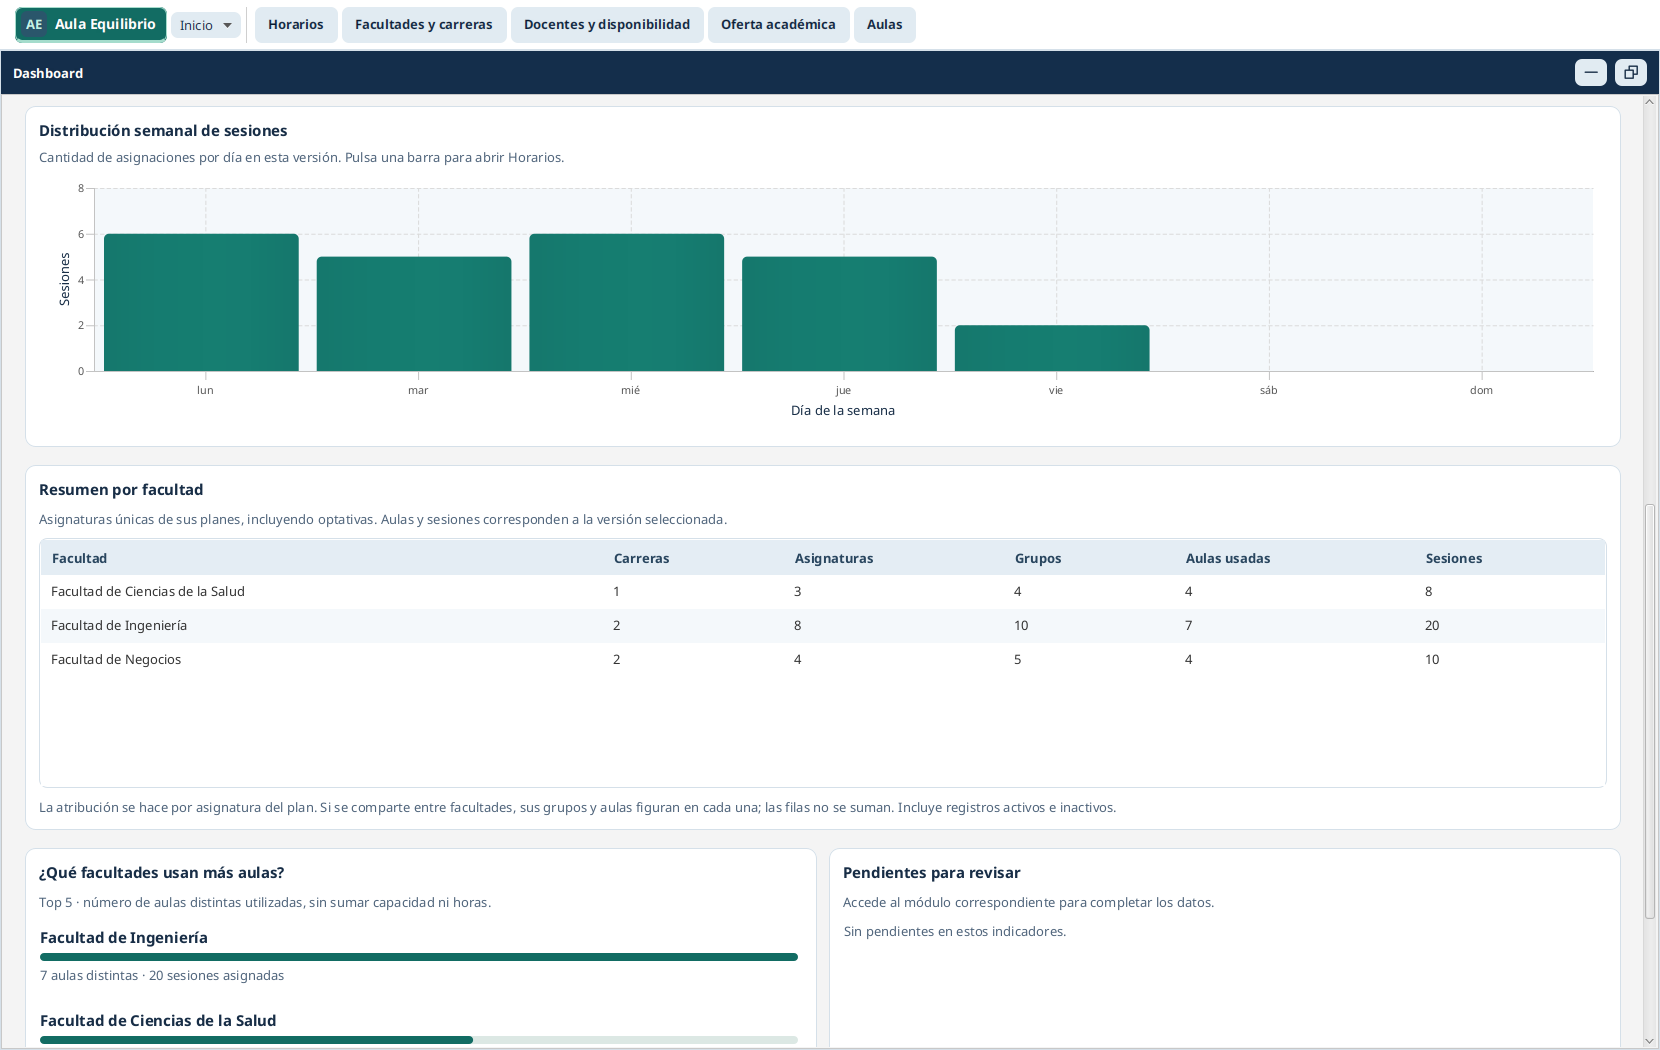 AE Aula Equilibrio Inicio Horarios Facultades y carreras Docentes y disponibilidad Oferta académica Aulas
Dashboard
Distribución semanal de sesiones
Cantidad de asignaciones por día en esta versión. Pulsa una barra para abrir Horarios.
8
6
4
2
0
Sesiones
lun mar mié jue vie sáb dom
Día de la semana
Resumen por facultad
Asignaturas únicas de sus planes, incluyendo optativas. Aulas y sesiones corresponden a la versión seleccionada.
Facultad Carreras Asignaturas Grupos Aulas usadas Sesiones
Facultad de Ciencias de la Salud 1 3 4 4 8
Facultad de Ingeniería 2 8 10 7 20
Facultad de Negocios 2 4 5 4 10
La atribución se hace por asignatura del plan. Si se comparte entre facultades, sus grupos y aulas figuran en cada una; las filas no se suman. Incluye registros activos e inactivos.
¿Qué facultades usan más aulas?
Top 5 · número de aulas distintas utilizadas, sin sumar capacidad ni horas.
Facultad de Ingeniería
7 aulas distintas · 20 sesiones asignadas
Facultad de Ciencias de la Salud
Pendientes para revisar
Accede al módulo correspondiente para completar los datos.
Sin pendientes en estos indicadores.